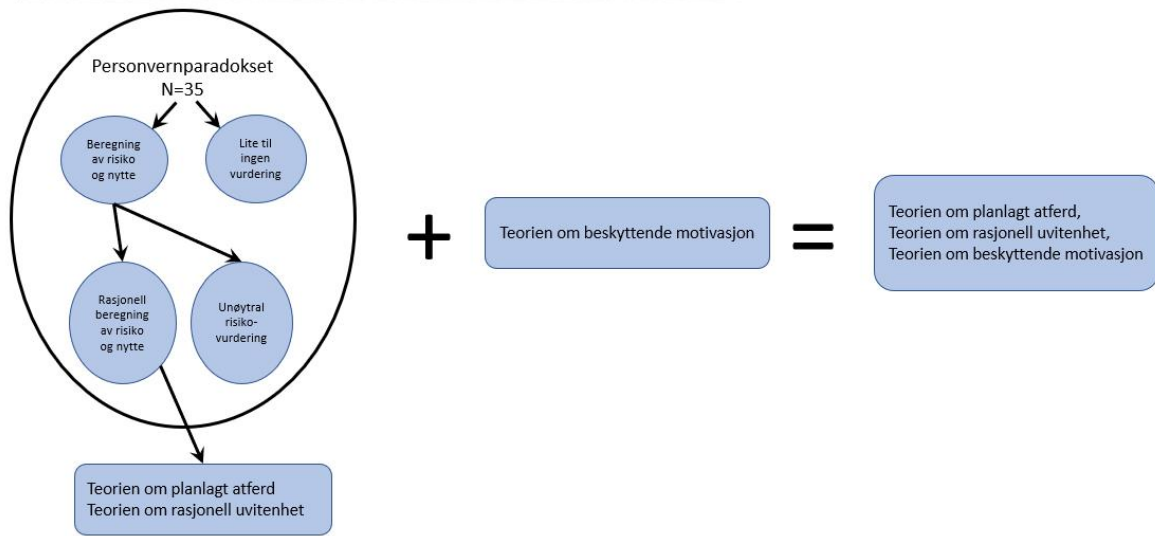 Personvernparadokset
N=35
Beregning
av risiko
og nytte
Lite til
ingen
vurdering
Rasjonell
beregning
av risiko
og nytte
Unøytral
risiko-
vurdering
Teorien om planlagt atferd
Teorien om rasjonell uvitenhet
+
Teorien om beskyttende motivasjon
=
Teorien om planlagt atferd,
Teorien om rasjonell uvitenhet,
Teorien om beskyttende motivasjon